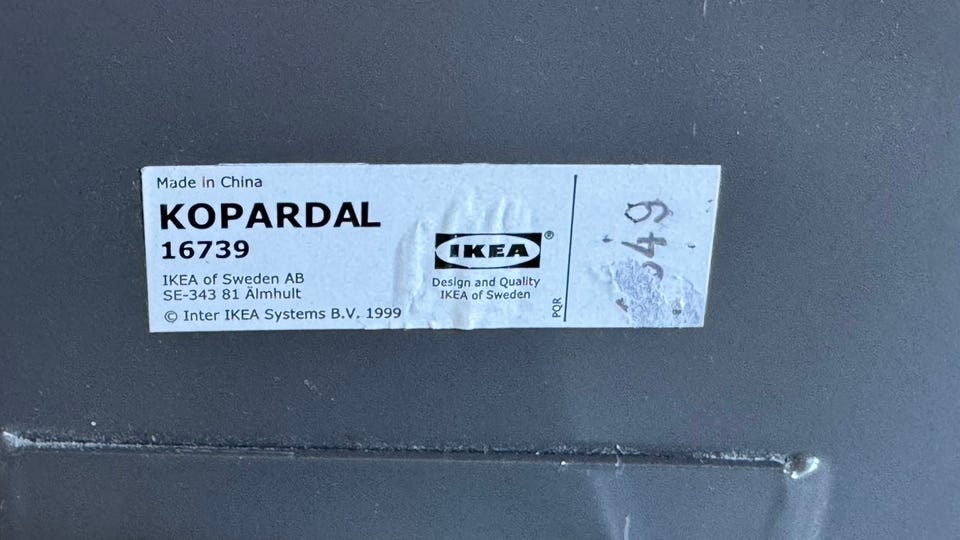 Made in China
KOPARDAL
16739
IKEA of Sweden AB
SE-343 81 Älmhult
© Inter IKEA Systems B.V. 1999
IKEA®
Design and Quality
IKEA of Sweden
PQR